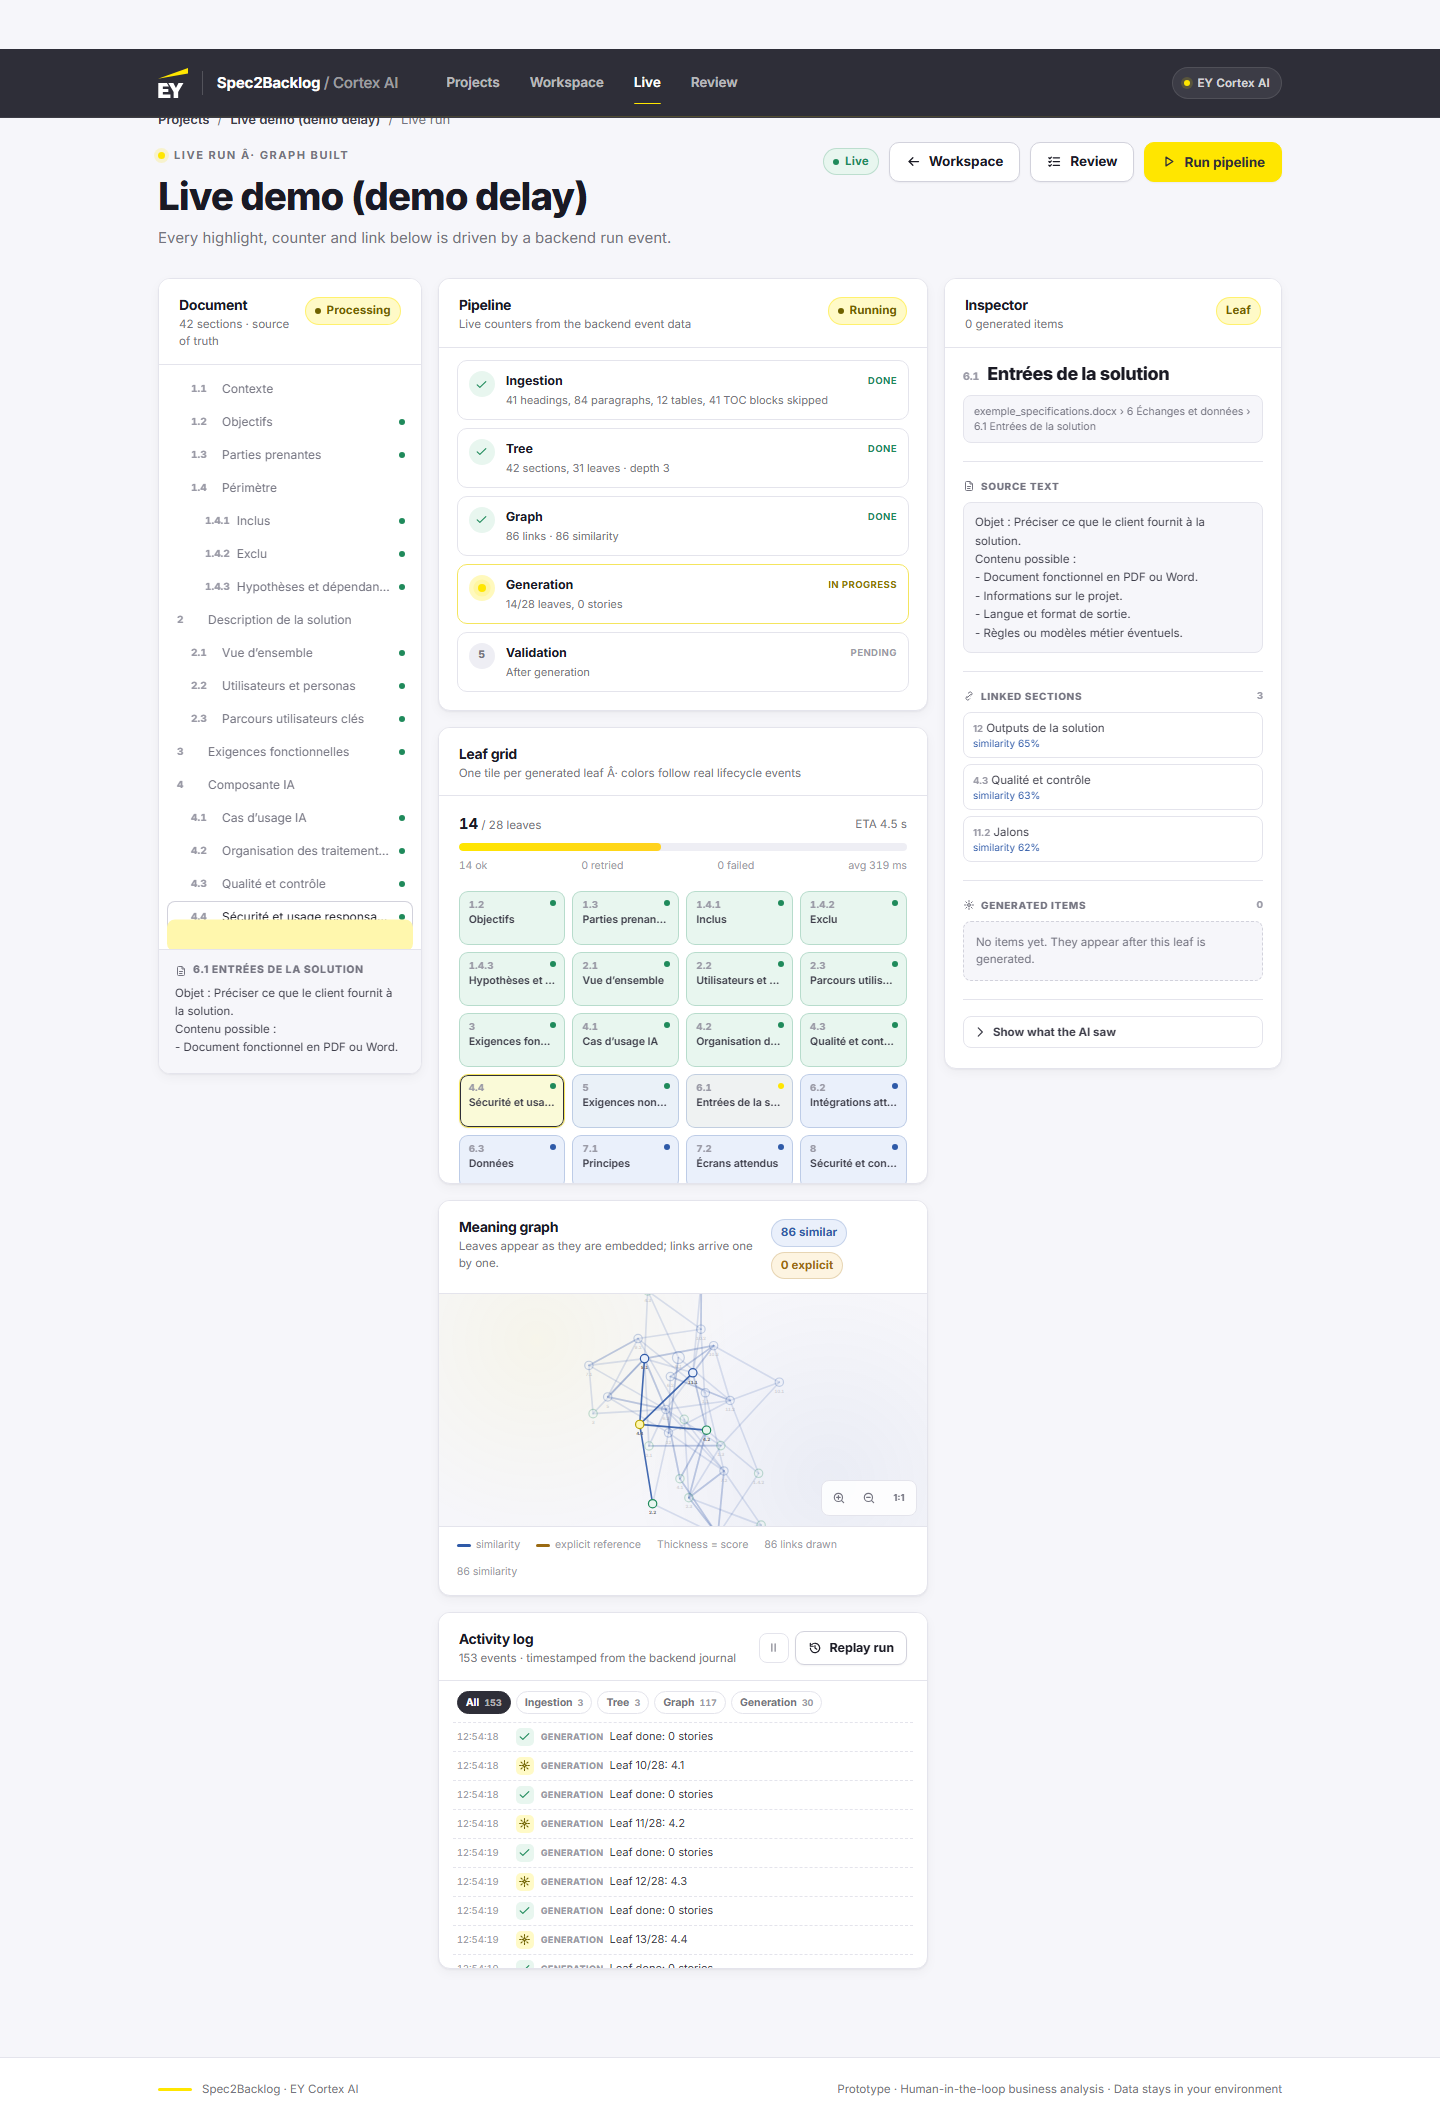 EY
Spec2Backlog / Cortex AI
Projects
Workspace
Live
Review
EY Cortex AI
Projects / Live demo (demo delay) / Live run
LIVE RUN Â· GRAPH BUILT
Live
Workspace
Review
Run pipeline
Live demo (demo delay)
Every highlight, counter and link below is driven by a backend run event.
Document
42 sections · source
of truth
Processing
1.1 Contexte
1.2 Objectifs
1.3 Parties prenantes
1.4 Périmètre
1.4.1 Inclus
1.4.2 Exclu
1.4.3 Hypothèses et dépendan...
2 Description de la solution
2.1 Vue d’ensemble
2.2 Utilisateurs et personas
2.3 Parcours utilisateurs clés
3 Exigences fonctionnelles
4 Composante IA
4.1 Cas d’usage IA
4.2 Organisation des traitement...
4.3 Qualité et contrôle
4.4 Sécurité et usage responsa...
6.1 ENTRÉES DE LA SOLUTION
Objet : Préciser ce que le client fournit à
la solution.
Contenu possible :
- Document fonctionnel en PDF ou Word.
Pipeline
Live counters from the backend event data
Running
Ingestion
DONE
41 headings, 84 paragraphs, 12 tables, 41 TOC blocks skipped
Tree
DONE
42 sections, 31 leaves · depth 3
Graph
DONE
86 links · 86 similarity
Generation
IN PROGRESS
14/28 leaves, 0 stories
5
Validation
PENDING
After generation
Leaf grid
One tile per generated leaf Â· colors follow real lifecycle events
14 / 28 leaves
ETA 4.5 s
14 ok
0 retried
0 failed
avg 319 ms
1.2
Objectifs
1.3
Parties prenan...
1.4.1
Inclus
1.4.2
Exclu
1.4.3
Hypothèses et ...
2.1
Vue d’ensemble
2.2
Utilisateurs et ...
2.3
Parcours utilis...
3
Exigences fon...
4.1
Cas d’usage IA
4.2
Organisation d...
4.3
Qualité et cont...
4.4
Sécurité et usa...
5
Exigences non...
6.1
Entrées de la s...
6.2
Intégrations att...
6.3
Données
7.1
Principes
7.2
Écrans attendus
8
Sécurité et con...
Meaning graph
Leaves appear as they are embedded; links arrive one
by one.
86 similar
0 explicit
1:1
similarity
explicit reference
Thickness = score
86 links drawn
86 similarity
Activity log
153 events · timestamped from the backend journal
Replay run
All 153
Ingestion 3
Tree 3
Graph 117
Generation 30
12:54:18 GENERATION Leaf done: 0 stories
12:54:18 GENERATION Leaf 10/28: 4.1
12:54:18 GENERATION Leaf done: 0 stories
12:54:18 GENERATION Leaf 11/28: 4.2
12:54:19 GENERATION Leaf done: 0 stories
12:54:19 GENERATION Leaf 12/28: 4.3
12:54:19 GENERATION Leaf done: 0 stories
12:54:19 GENERATION Leaf 13/28: 4.4
12:54:19 GENERATION Leaf done: 0 stories
Inspector
0 generated items
Leaf
6.1 Entrées de la solution
exemple_specifications.docx › 6 Échanges et données ›
6.1 Entrées de la solution
SOURCE TEXT
Objet : Préciser ce que le client fournit à la
solution.
Contenu possible :
- Document fonctionnel en PDF ou Word.
- Informations sur le projet.
- Langue et format de sortie.
- Règles ou modèles métier éventuels.
LINKED SECTIONS
3
12 Outputs de la solution
similarity 65%
4.3 Qualité et contrôle
similarity 63%
11.2 Jalons
similarity 62%
GENERATED ITEMS
0
No items yet. They appear after this leaf is
generated.
Show what the AI saw
Spec2Backlog · EY Cortex AI
Prototype · Human-in-the-loop business analysis · Data stays in your environment